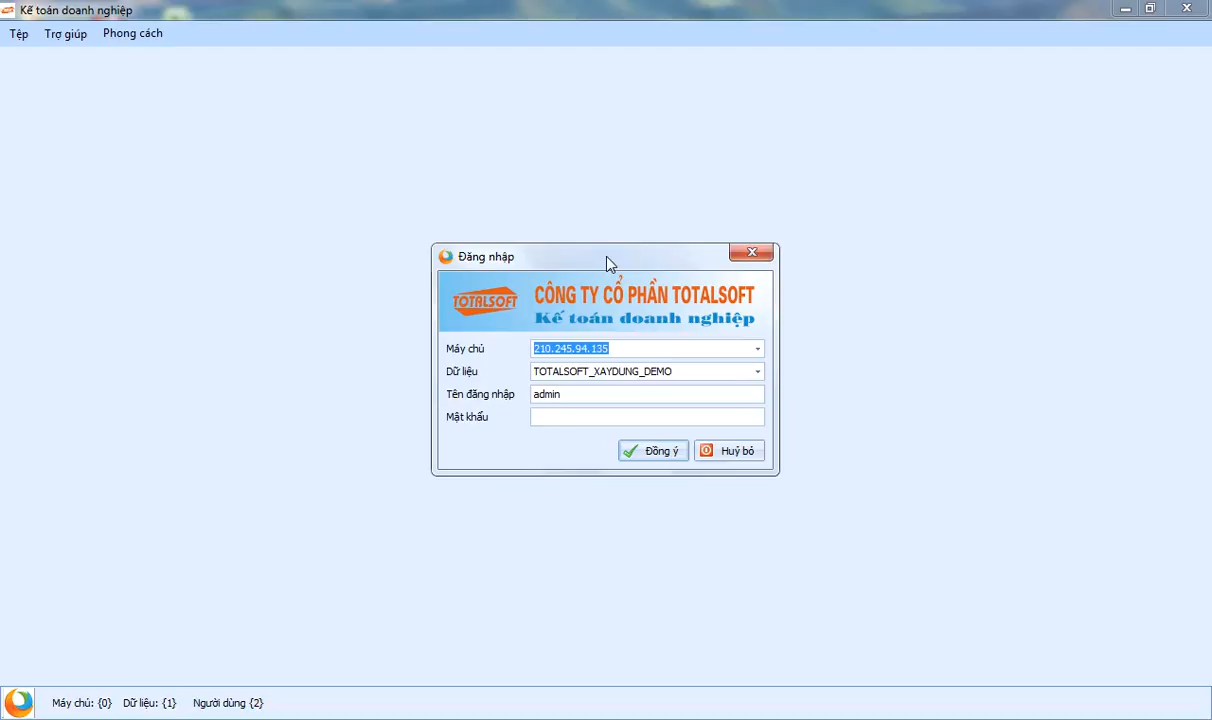 Kế toán doanh nghiệp
Tệp Trợ giúp Phong cách
Đăng nhập
TOTALSOFT
CÔNG TY CỔ PHẦN TOTALSOFT
Kế toán doanh nghiệp
Máy chủ 210.245.94.135
Dữ liệu TOTALSOFT_XAYDUNG_DEMO
Tên đăng nhập admin
Mật khẩu
Đồng ý Huỷ bỏ
Máy chủ: {0} Dữ liệu: {1} Người dùng {2}